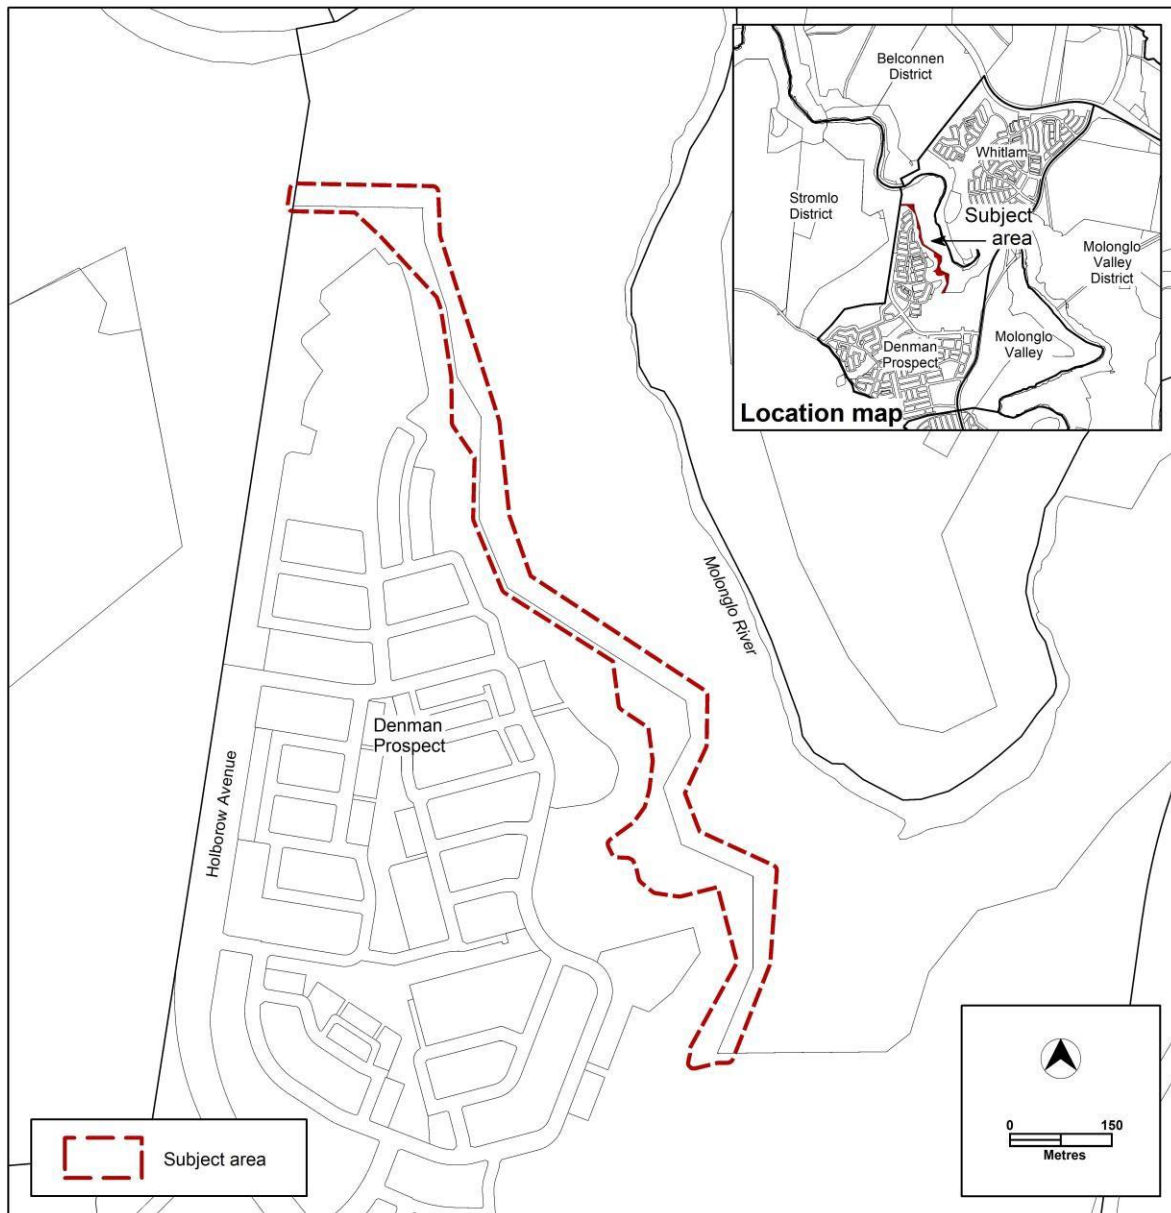 Belconnen
District
Whitlam
Stromlo
District
Subject
area
Molonglo
Valley
District
Molonglo
Valley
Denman
Prospect
Location map
Molonglo River
Denman
Prospect
Holborow Avenue
Subject area
0 150
Metres